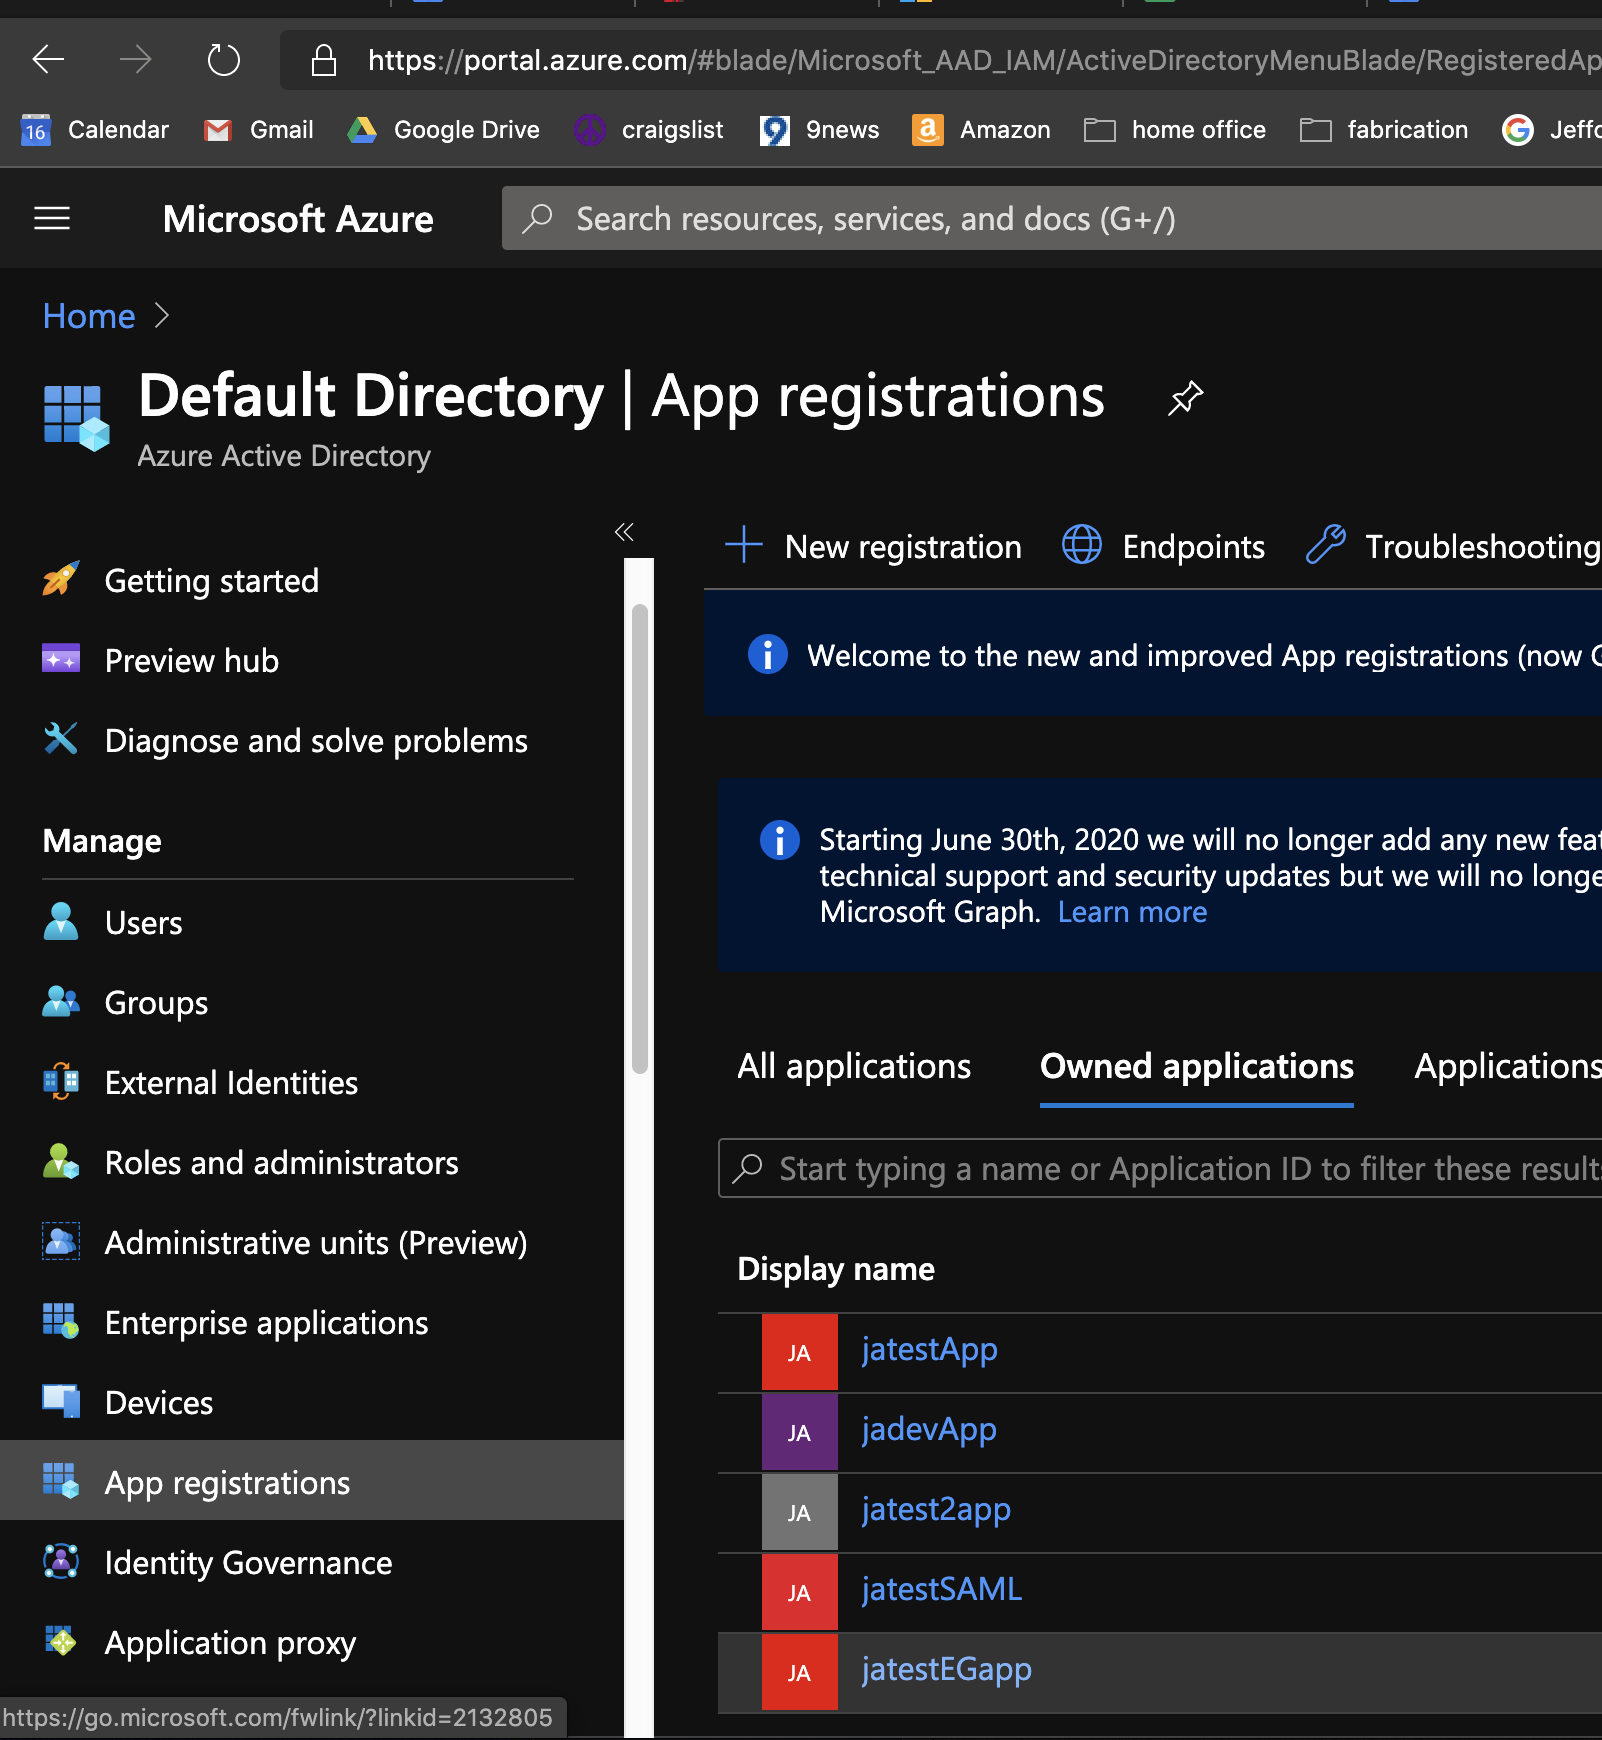 https://portal.azure.com/#blade/Microsoft_AAD_IAM/ActiveDirectoryMenuBlade/RegisteredAp
16 Calendar Gmail Google Drive craigslist 9news Amazon home office fabrication Jeffc
Microsoft Azure
Search resources, services, and docs (G+/)
Home >
Default Directory | App registrations
Azure Active Directory
«
Getting started
Preview hub
Diagnose and solve problems
Manage
Users
Groups
External Identities
Roles and administrators
Administrative units (Preview)
Enterprise applications
Devices
App registrations
Identity Governance
Application proxy
https://go.microsoft.com/fwlink/?linkid=2132805
New registration Endpoints Troubleshooting
Welcome to the new and improved App registrations (now G
Starting June 30th, 2020 we will no longer add any new feat
technical support and security updates but we will no longe
Microsoft Graph. Learn more
All applications Owned applications Applications
Start typing a name or Application ID to filter these results
Display name
JA jatestApp
JA jadevApp
JA jatest2app
JA jatestSAML
JA jatestEGapp